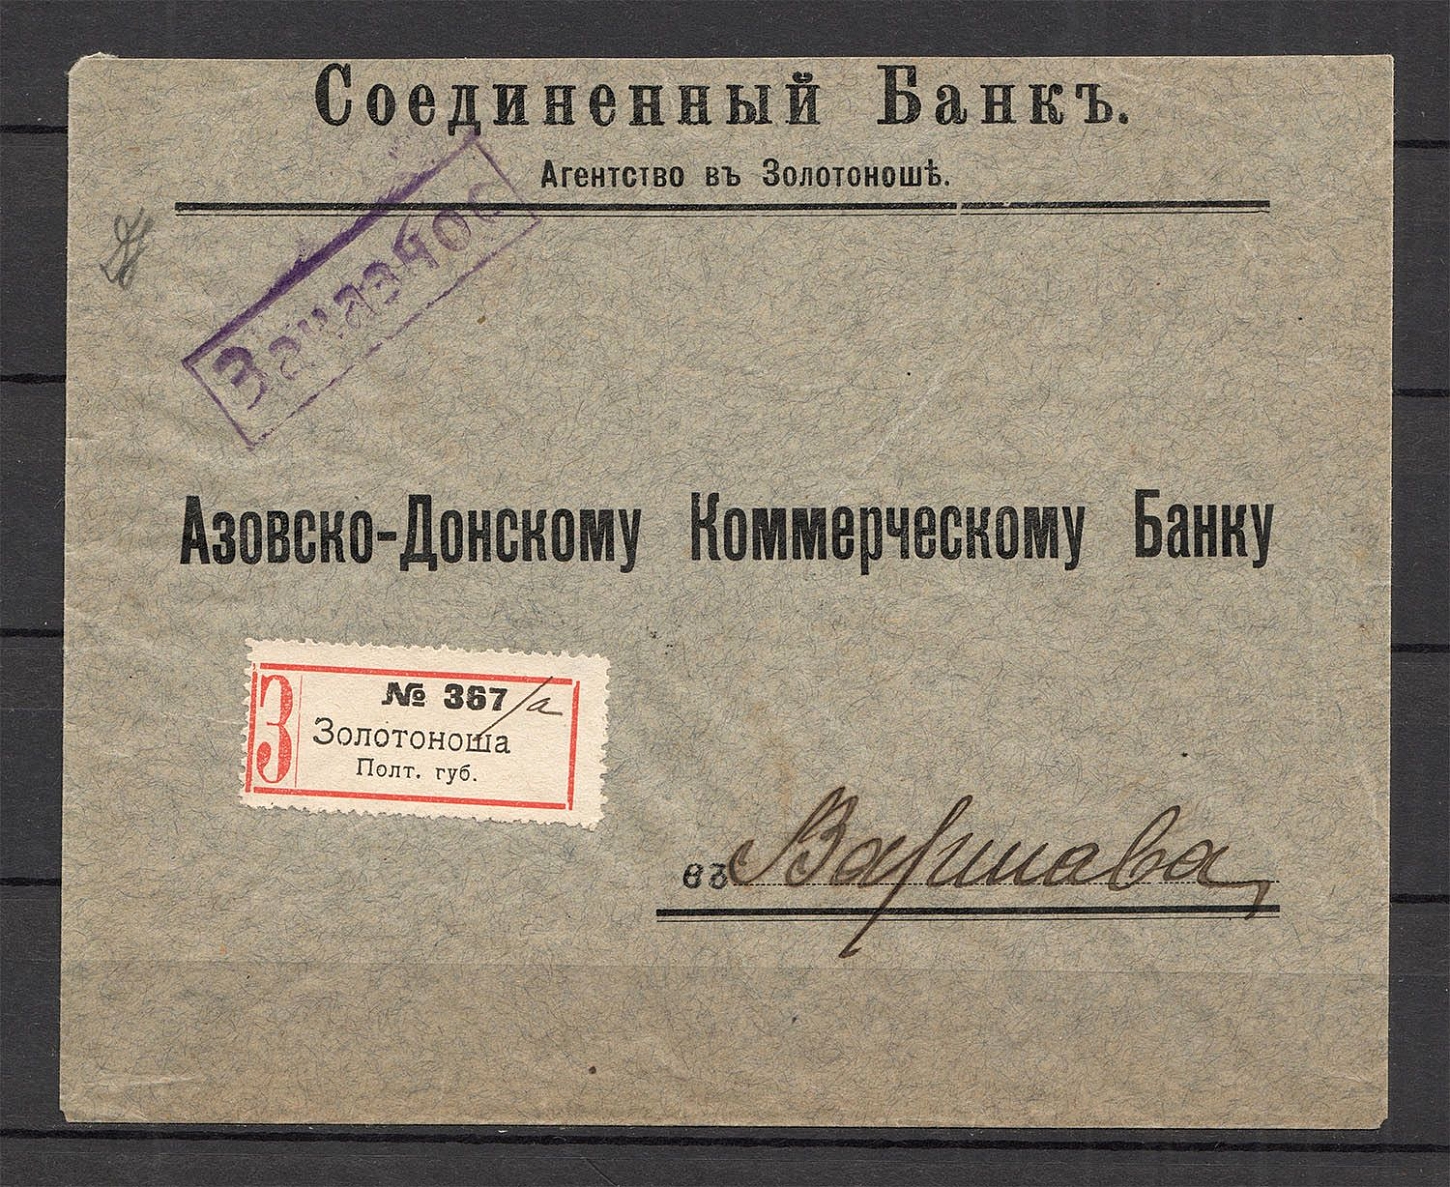 Соединенный Банкъ.
Агентство въ Золотоношѣ.
Заказное
Азовско-Донскому Коммерческому Банку
З
№ 367/а
Золотоноша
Полт. губ.
въ Варшава